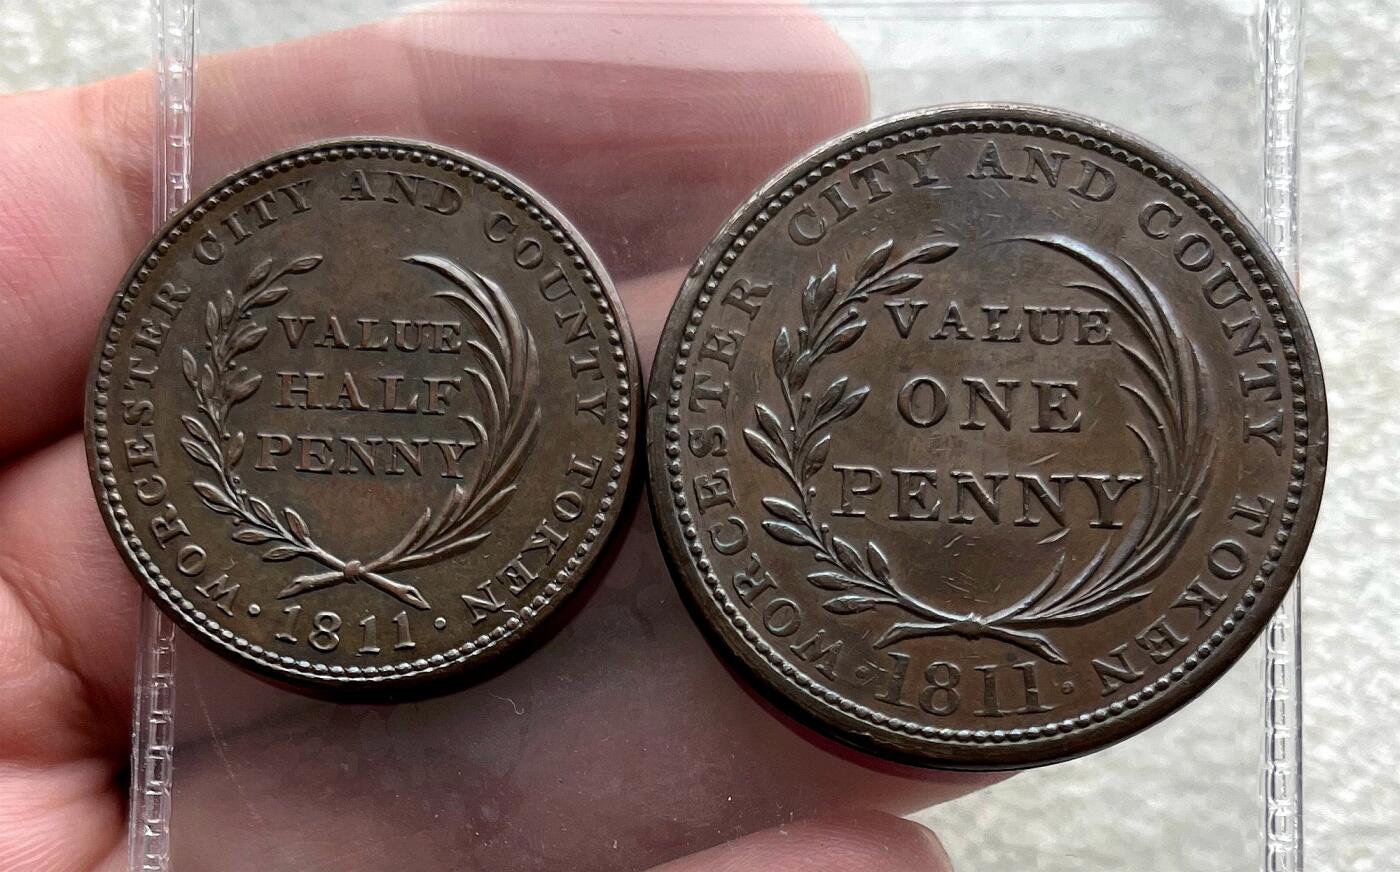 WORCESTER CITY AND COUNTY TOKEN
VALUE
HALF
PENNY
· 1811 ·
WORCESTER CITY AND COUNTY TOKEN
VALUE
ONE
PENNY
· 1811 ·